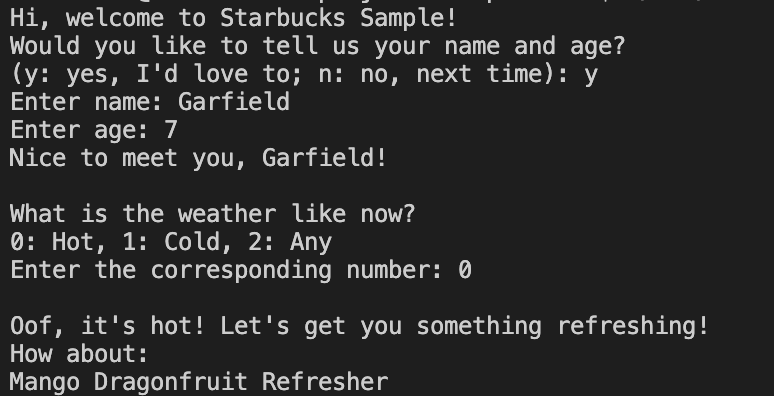 Hi, welcome to Starbucks Sample!
Would you like to tell us your name and age?
(y: yes, I'd love to; n: no, next time): y
Enter name: Garfield
Enter age: 7
Nice to meet you, Garfield!
What is the weather like now?
0: Hot, 1: Cold, 2: Any
Enter the corresponding number: 0
Oof, it's hot! Let's get you something refreshing!
How about:
Mango Dragonfruit Refresher